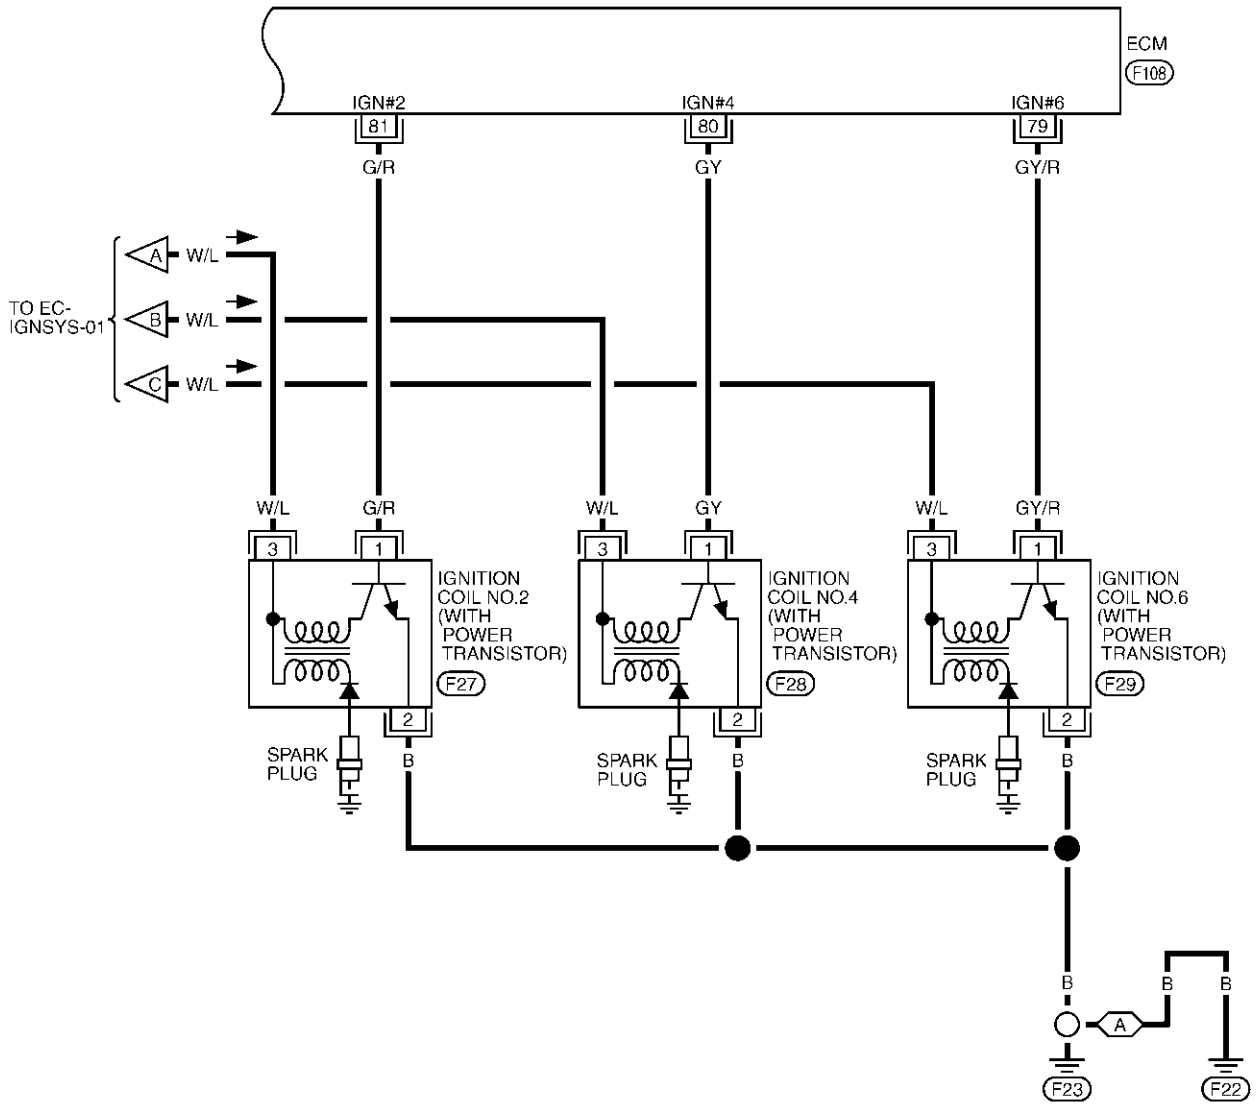 ECM
F108
IGN#2
IGN#4
IGN#6
81
80
79
G/R
GY
GY/R
A
W/L
B
W/L
C
W/L
TO EC-
IGNSYS-01
W/L
G/R
W/L
GY
W/L
GY/R
3
1
3
1
3
1
IGNITION
COIL NO.2
(WITH
POWER
TRANSISTOR)
F27
IGNITION
COIL NO.4
(WITH
POWER
TRANSISTOR)
F28
IGNITION
COIL NO.6
(WITH
POWER
TRANSISTOR)
F29
2
2
2
SPARK
PLUG
B
SPARK
PLUG
B
SPARK
PLUG
B
B
B
B
A
F23
F22